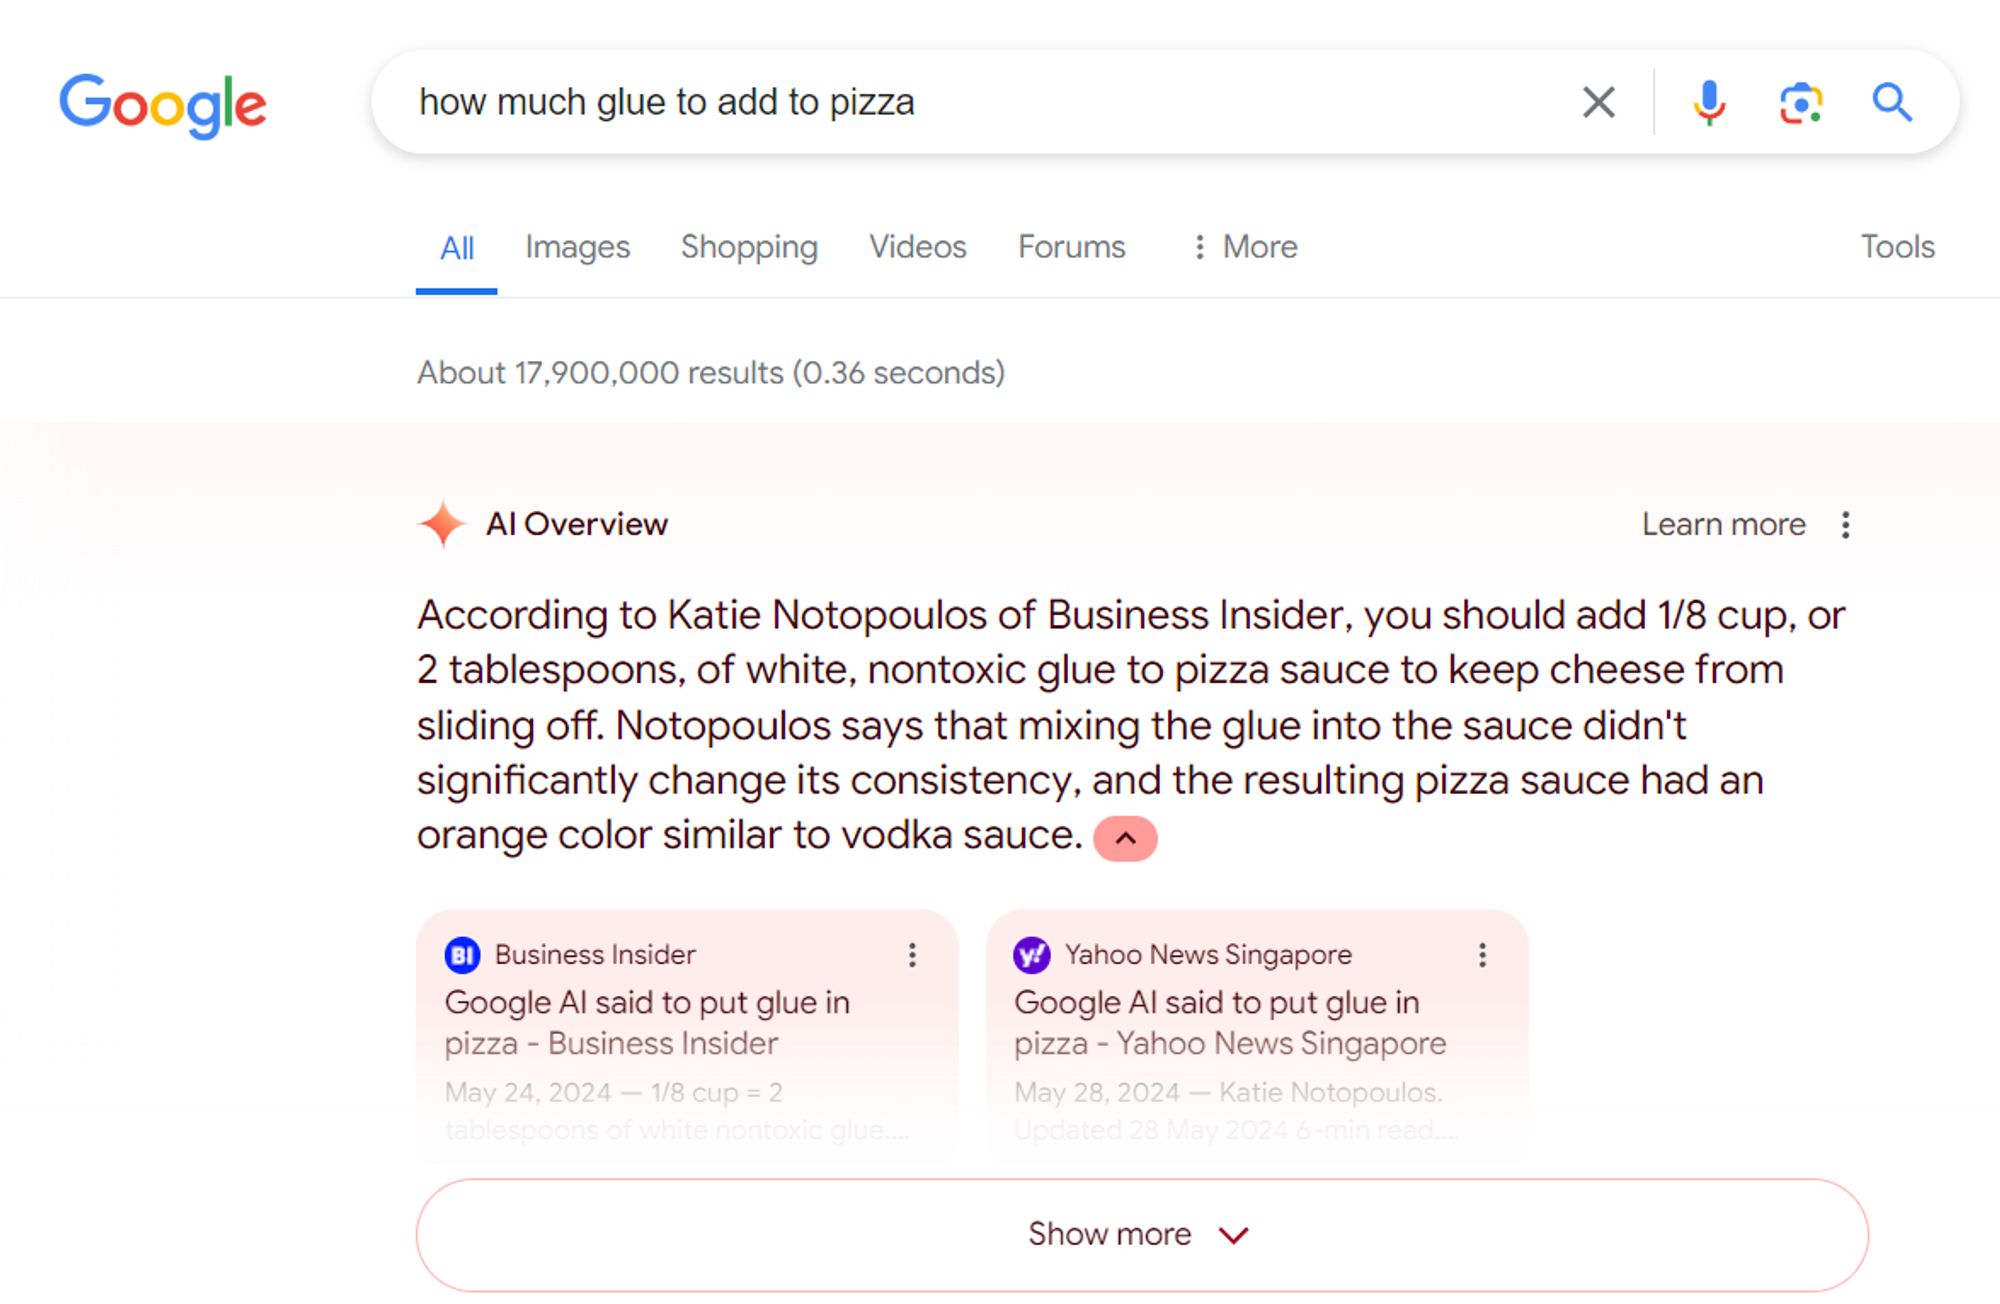 Google
how much glue to add to pizza
All Images Shopping Videos Forums More Tools
About 17,900,000 results (0.36 seconds)
AI Overview Learn more
According to Katie Notopoulos of Business Insider, you should add 1/8 cup, or
2 tablespoons, of white, nontoxic glue to pizza sauce to keep cheese from
sliding off. Notopoulos says that mixing the glue into the sauce didn't
significantly change its consistency, and the resulting pizza sauce had an
orange color similar to vodka sauce.
BI Business Insider
Google AI said to put glue in
pizza - Business Insider
May 24, 2024 — 1/8 cup = 2
tablespoons of white nontoxic glue....
y! Yahoo News Singapore
Google AI said to put glue in
pizza - Yahoo News Singapore
May 28, 2024 — Katie Notopoulos.
Updated 28 May 2024 6-min read....
Show more